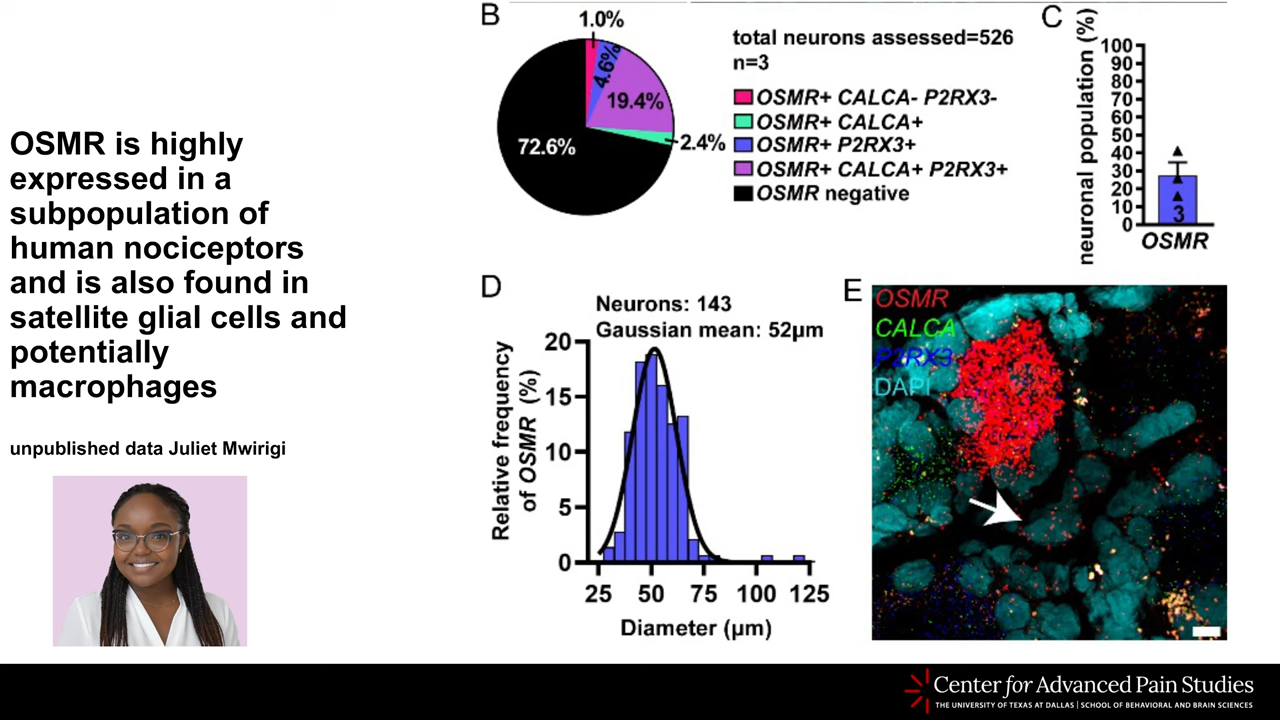 OSMR is highly
expressed in a
subpopulation of
human nociceptors
and is also found in
satellite glial cells and
potentially
macrophages
unpublished data Juliet Mwirigi
B
1.0%
4.6%
19.4%
2.4%
72.6%
total neurons assessed=526
n=3
OSMR+ CALCA- P2RX3-
OSMR+ CALCA+
OSMR+ P2RX3+
OSMR+ CALCA+ P2RX3+
OSMR negative
C
neuronal population (%)
100
90
80
70
60
50
40
30
20
10
0
3
OSMR
D
Neurons: 143
Gaussian mean: 52µm
Relative frequency
of OSMR (%)
20
15
10
5
0
25 50 75 100 125
Diameter (µm)
E
OSMR
CALCA
P2RX3
DAPI
Center for Advanced Pain Studies
THE UNIVERSITY OF TEXAS AT DALLAS | SCHOOL OF BEHAVIORAL AND BRAIN SCIENCES